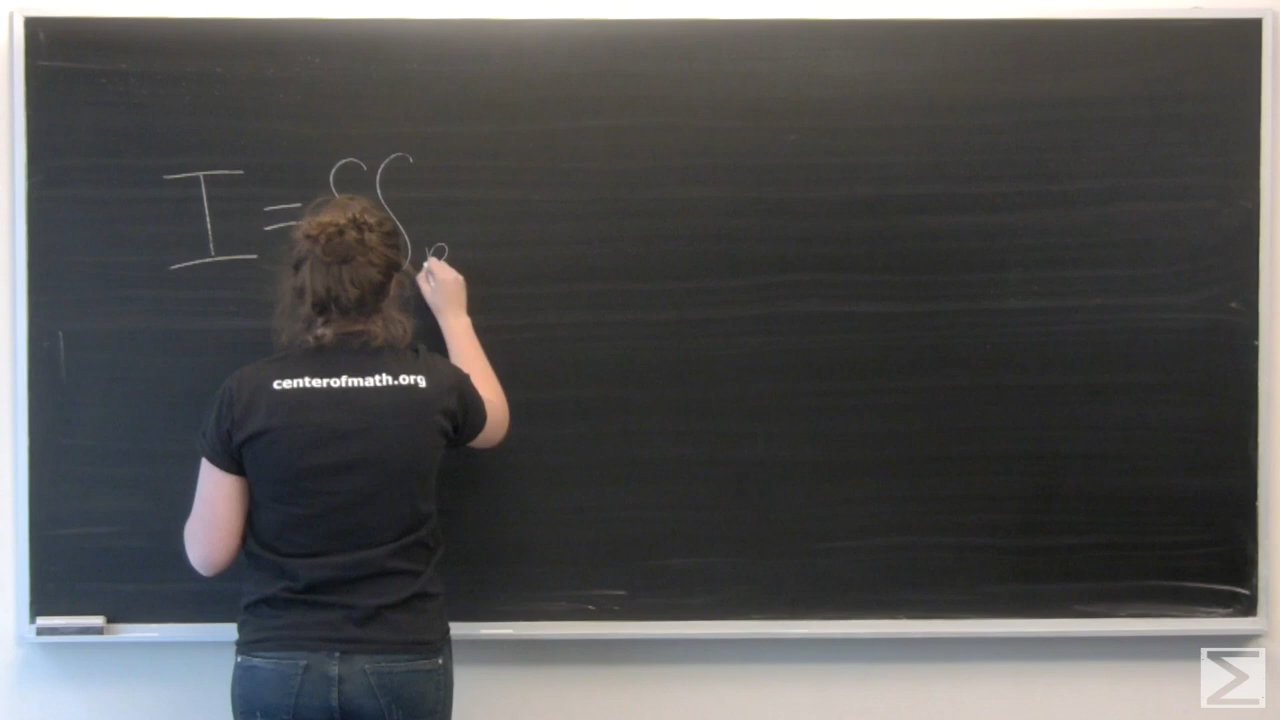 I = ∬
centerofmath.org
Σ